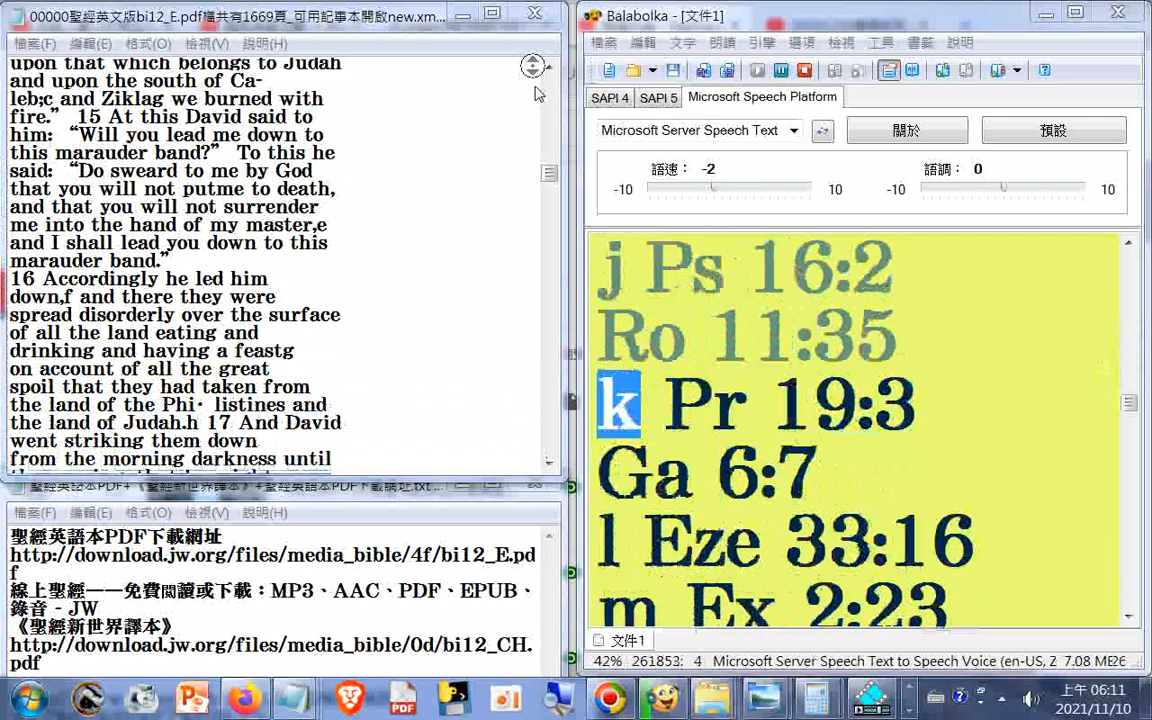 00000聖經英文版bi12_E.pdf檔共有1669頁_可用記事本開啟new.xm...
檔案(F) 編輯(E) 格式(O) 檢視(V) 說明(H)
upon that which belongs to Judah
and upon the south of Ca-
leb;c and Ziklag we burned with
fire.” 15 At this David said to
him: “Will you lead me down to
this marauder band?” To this he
said: “Do sweard to me by God
that you will not putme to death,
and that you will not surrender
me into the hand of my master,e
and I shall lead you down to this
marauder band.”
16 Accordingly he led him
down,f and there they were
spread disorderly over the surface
of all the land eating and
drinking and having a feastg
on account of all the great
spoil that they had taken from
the land of the Phi· listines and
the land of Judah.h 17 And David
went striking them down
from the morning darkness until
檔案(F) 編輯(E) 格式(O) 檢視(V) 說明(H)
聖經英語本PDF下載網址
http://download.jw.org/files/media_bible/4f/bi12_E.pd
f
線上聖經——免費閱讀或下載：MP3、AAC、PDF、EPUB、
錄音 - JW
《聖經新世界譯本》
http://download.jw.org/files/media_bible/0d/bi12_CH.
pdf
Balabolka - [文件1]
檔案 編輯 文字 朗讀 引擎 選項 檢視 工具 書籤 說明
SAPI 4 SAPI 5 Microsoft Speech Platform
Microsoft Server Speech Text 關於 預設
語速： -2 語調： 0
-10 10 -10 10
j Ps 16:2
Ro 11:35
k Pr 19:3
Ga 6:7
l Eze 33:16
m Ex 2:23
文件1
42% 261853: 4 Microsoft Server Speech Text to Speech Voice (en-US, Z 7.08 ME26
上午 06:11
2021/11/10